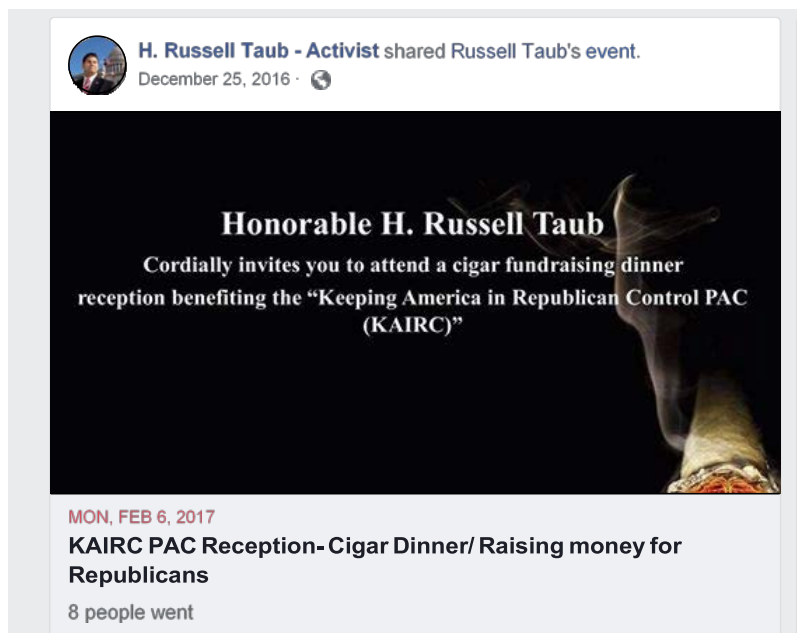 H. Russell Taub - Activist shared Russell Taub's event.
December 25, 2016 ·
Honorable H. Russell Taub
Cordially invites you to attend a cigar fundraising dinner
reception benefiting the “Keeping America in Republican Control PAC
(KAIRC)”
MON, FEB 6, 2017
KAIRC PAC Reception- Cigar Dinner/ Raising money for
Republicans
8 people went